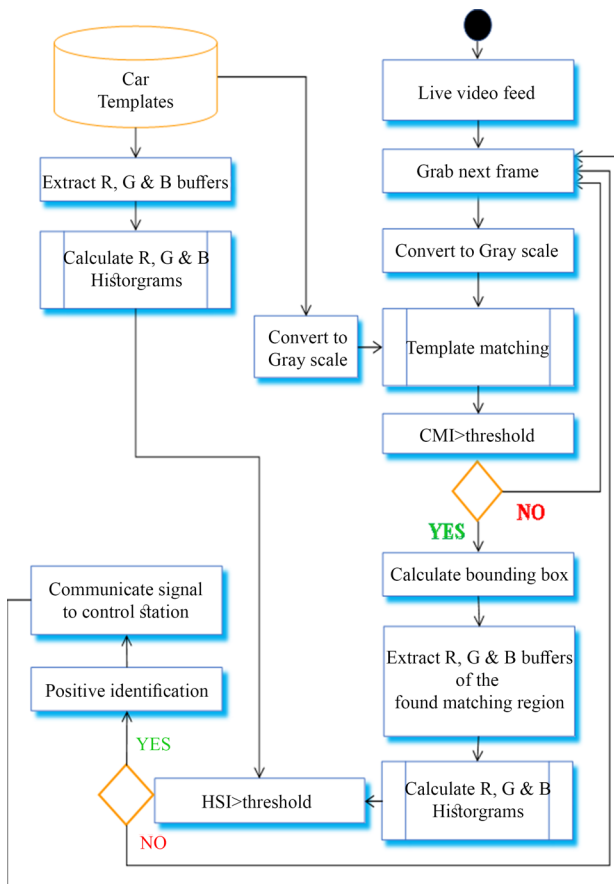 Car
Templates
Live video feed
Extract R, G & B buffers
Grab next frame
Calculate R, G & B
Historgrams
Convert to Gray scale
Convert to
Gray scale
Template matching
CMI>threshold
NO
YES
Calculate bounding box
Communicate signal
to control station
Extract R, G & B buffers
of the
found matching region
Positive identification
YES
HSI>threshold
Calculate R, G & B
Historgrams
NO